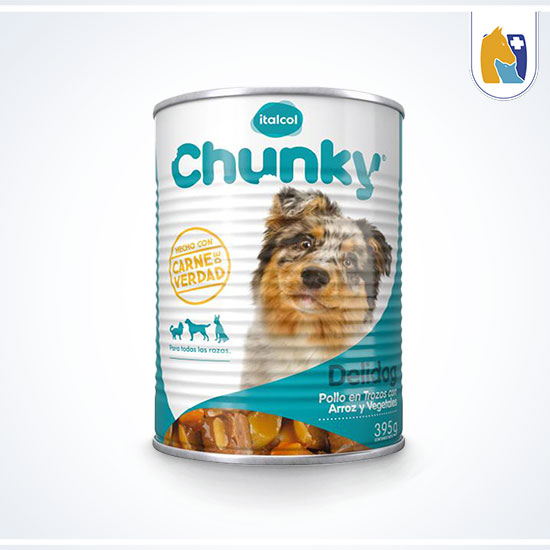 italcol
Chunky®
HECHO CON
CARNE DE
VERDAD
Para todas las razas.
Delidog
Pollo en Trozos con
Arroz y Vegetales
395g